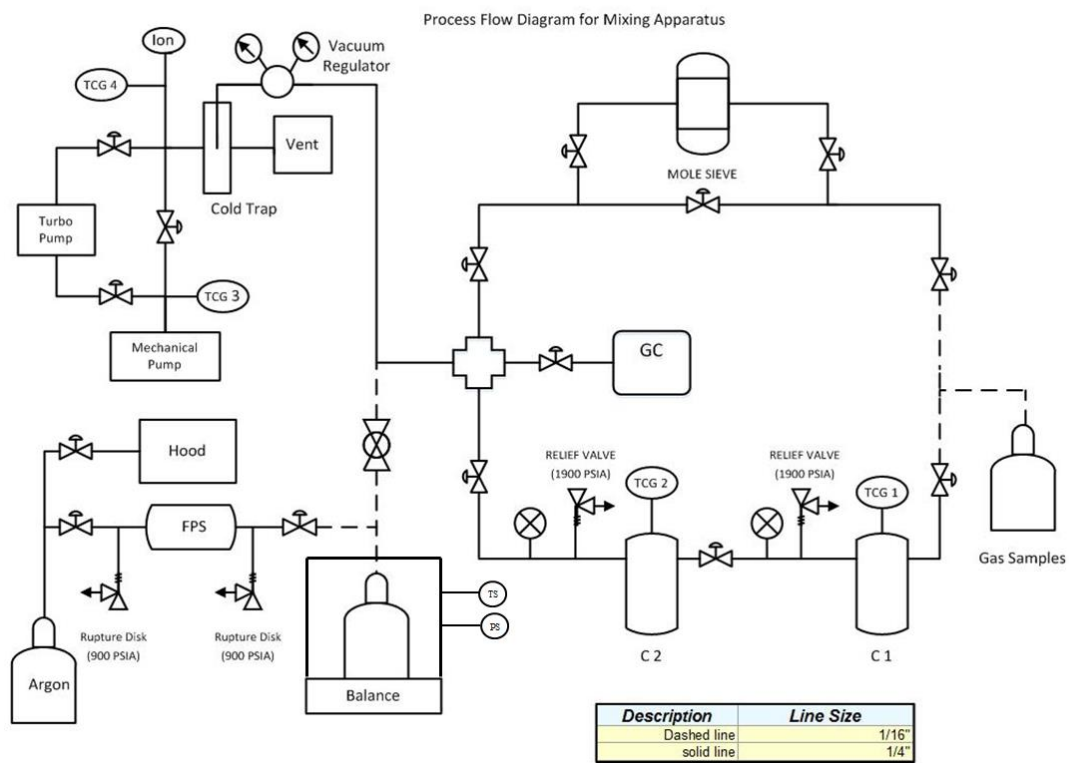 Process Flow Diagram for Mixing Apparatus
Ion
TCG 4
Vacuum
Regulator
Vent
Cold Trap
Turbo
Pump
TCG 3
Mechanical
Pump
MOLE SIEVE
GC
Hood
FPS
Rupture Disk
(900 PSIA)
Rupture Disk
(900 PSIA)
Argon
TS
PS
Balance
RELIEF VALVE
(1900 PSIA)
TCG 2
RELIEF VALVE
(1900 PSIA)
TCG 1
C 2
C 1
Gas Samples
Description Line Size
Dashed line 1/16"
solid line 1/4"